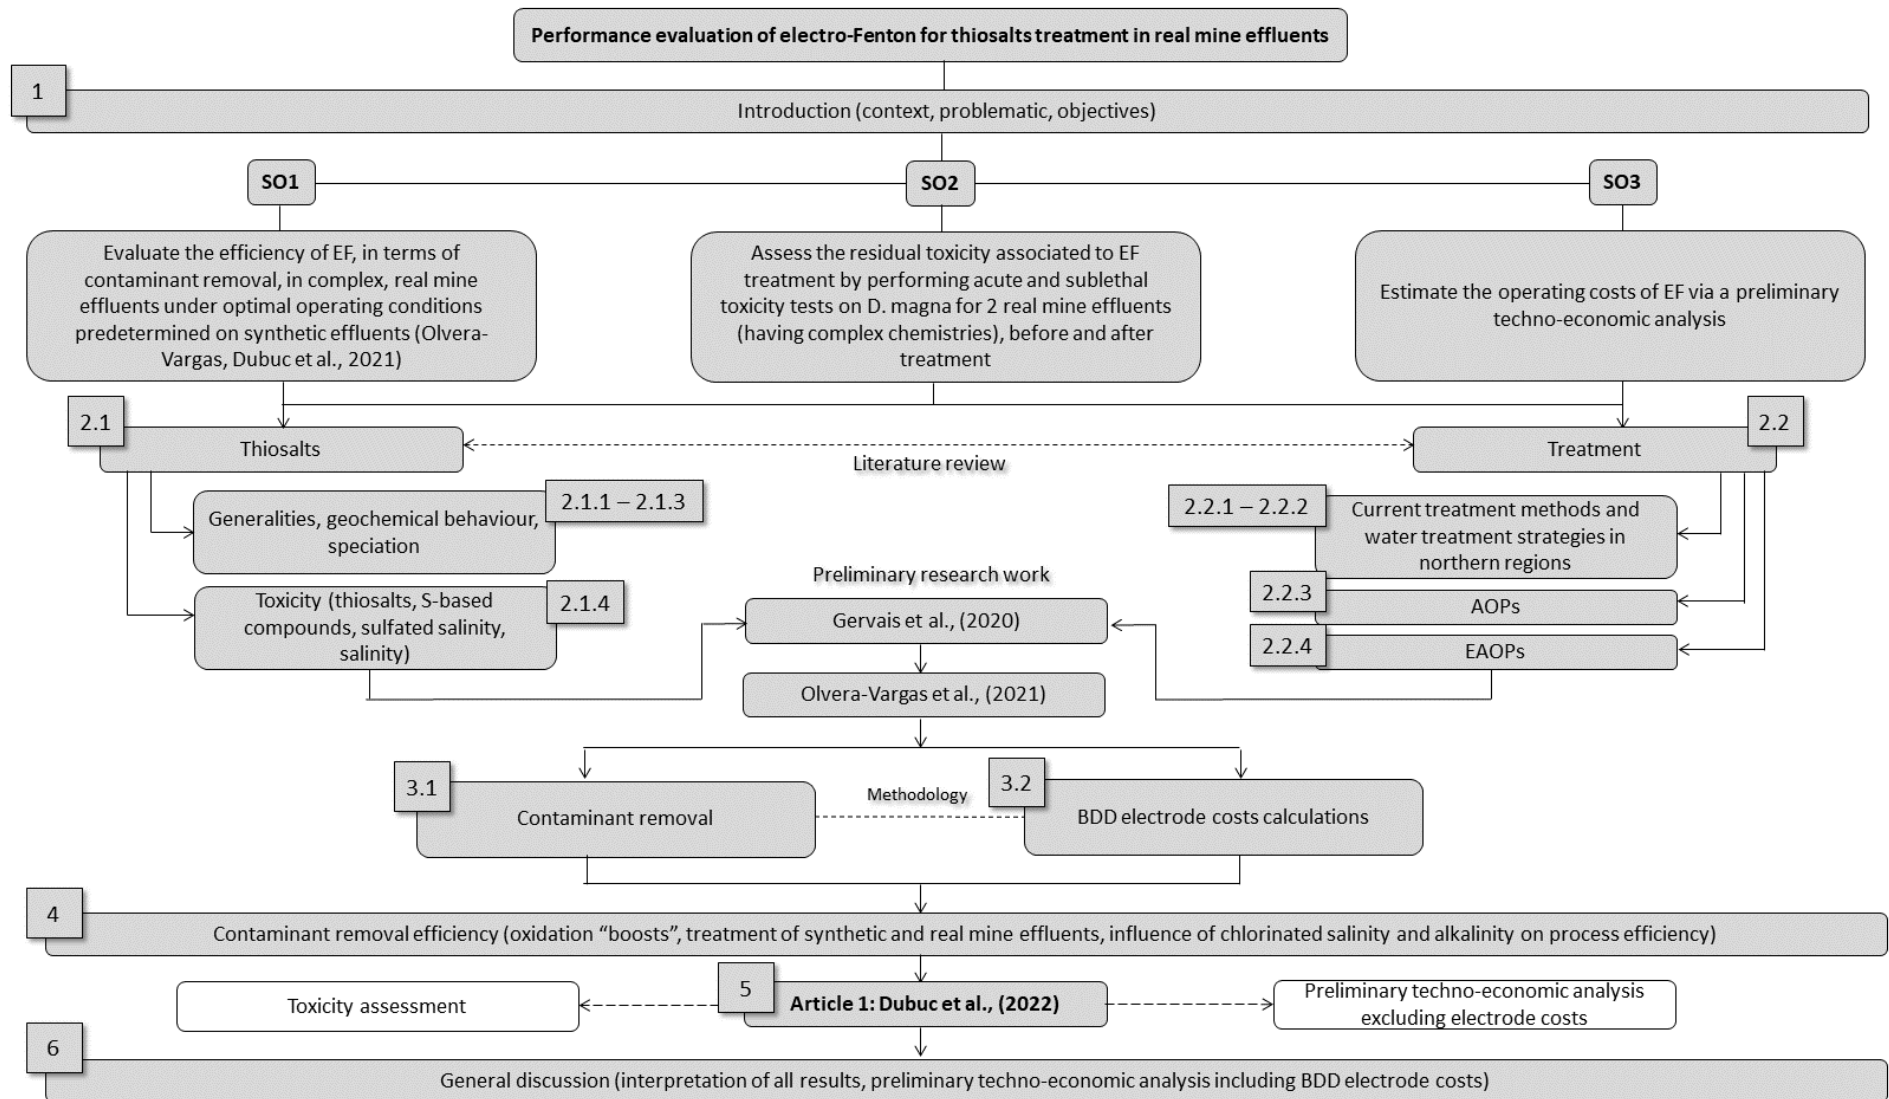 Performance evaluation of electro-Fenton for thiosalts treatment in real mine effluents
1
Introduction (context, problematic, objectives)
SO1
SO2
SO3
Evaluate the efficiency of EF, in terms of
contaminant removal, in complex, real mine
effluents under optimal operating conditions
predetermined on synthetic effluents (Olvera-
Vargas, Dubuc et al., 2021)
Assess the residual toxicity associated to EF
treatment by performing acute and sublethal
toxicity tests on D. magna for 2 real mine effluents
(having complex chemistries), before and after
treatment
Estimate the operating costs of EF via a preliminary
techno-economic analysis
2.1
Thiosalts
Literature review
2.2
Treatment
2.1.1 – 2.1.3
Generalities, geochemical behaviour,
speciation
2.1.4
Toxicity (thiosalts, S-based
compounds, sulfated salinity,
salinity)
2.2.1 – 2.2.2
Current treatment methods and
water treatment strategies in
northern regions
2.2.3
AOPs
2.2.4
EAOPs
Preliminary research work
Gervais et al., (2020)
Olvera-Vargas et al., (2021)
3.1
Contaminant removal
Methodology
3.2
BDD electrode costs calculations
4
Contaminant removal efficiency (oxidation “boosts”, treatment of synthetic and real mine effluents, influence of chlorinated salinity and alkalinity on process efficiency)
Toxicity assessment
5
Article 1: Dubuc et al., (2022)
Preliminary techno-economic analysis
excluding electrode costs
6
General discussion (interpretation of all results, preliminary techno-economic analysis including BDD electrode costs)